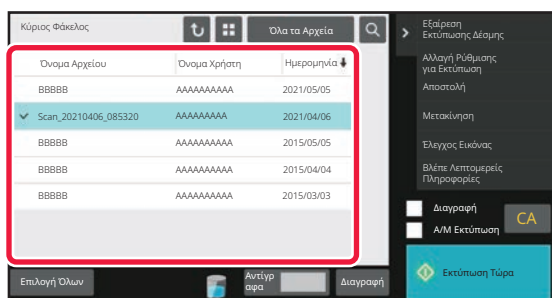 Κύριος Φάκελος
Όλα τα Αρχεία
Όνομα Αρχείου Όνομα Χρήστη Ημερομηνία
BBBBB AAAAAAAAAA 2021/05/05
Scan_20210406_085320 AAAAAAAAA 2021/04/06
BBBBB AAAAAAAAAA 2015/05/05
BBBBB AAAAAAAAAA 2015/04/04
BBBBB AAAAAAAAAA 2015/03/03
Επιλογή Όλων
Αντίγρ
αφα
Διαγραφή
Εξαίρεση
Εκτύπωσης Δέσμης
Αλλαγή Ρύθμισης
για Εκτύπωση
Αποστολή
Μετακίνηση
Έλεγχος Εικόνας
Βλέπε Λεπτομερείς
Πληροφορίες
Διαγραφή
Α/Μ Εκτύπωση
CA
Εκτύπωση Τώρα